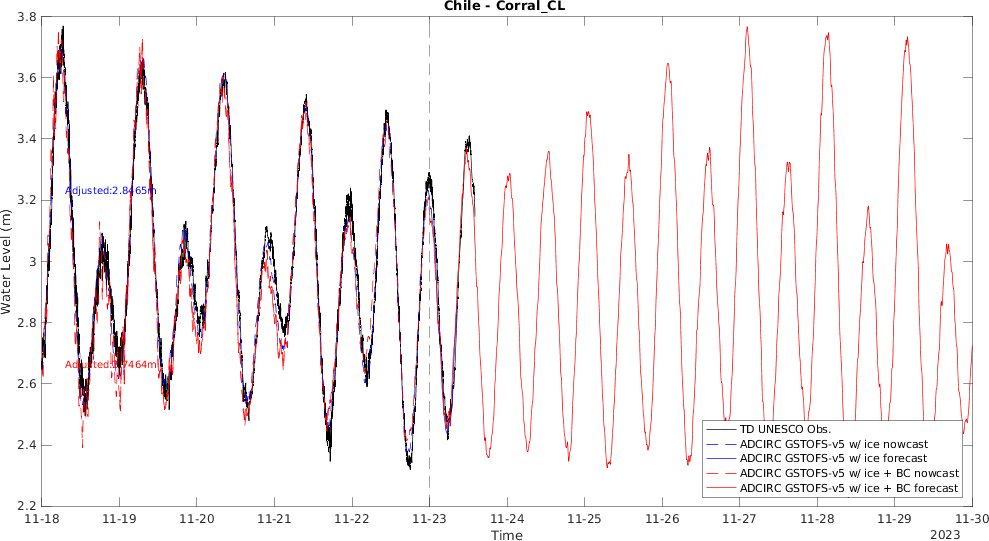 Chile - Corral_CL
3.8
3.6
3.4
3.2
3
2.8
2.6
2.4
2.2
Water Level (m)
Adjusted:2.8465m
TD UNESCO Obs.
ADCIRC GSTOFS-v5 w/ ice nowcast
ADCIRC GSTOFS-v5 w/ ice forecast
ADCIRC GSTOFS-v5 w/ ice + BC nowcast
ADCIRC GSTOFS-v5 w/ ice + BC forecast
11-18 11-19 11-20 11-21 11-22 11-23 11-24 11-25 11-26 11-27 11-28 11-29 11-30
Time
2023